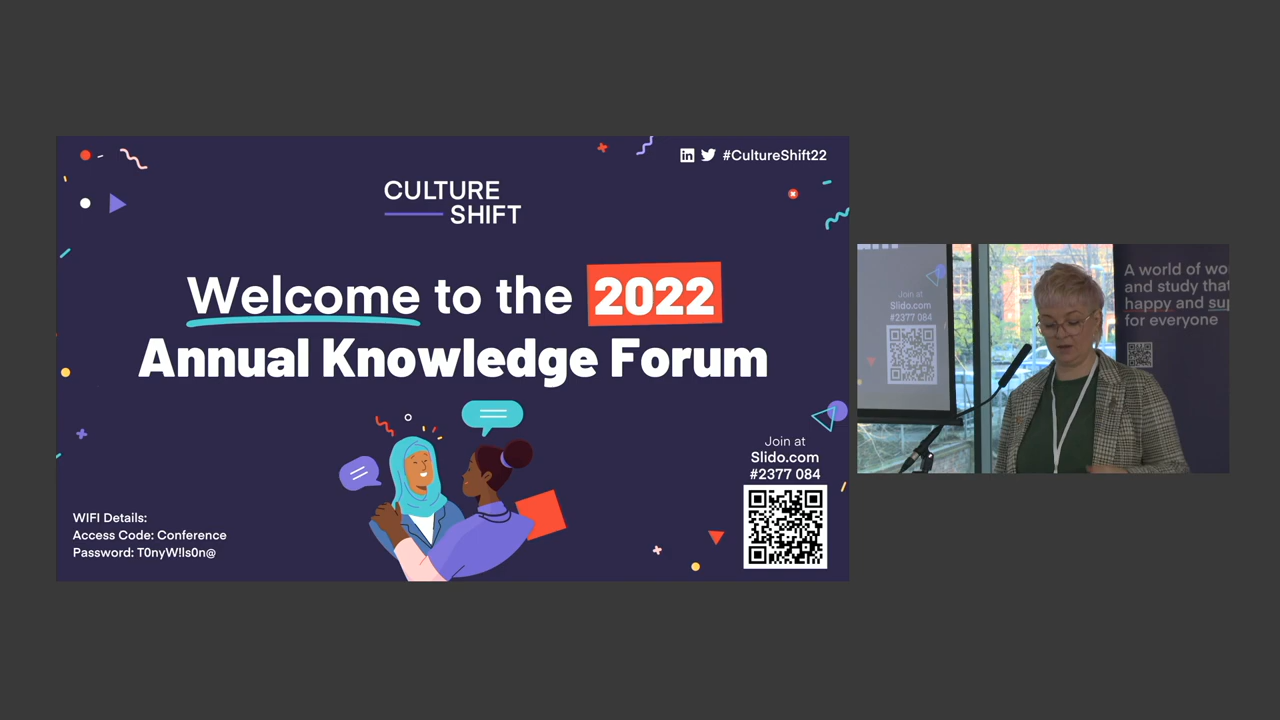 #CultureShift22
CULTURE
SHIFT
Welcome to the 2022
Annual Knowledge Forum
Join at
Slido.com
#2377 084
WIFI Details:
Access Code: Conference
Password: T0nyW!ls0n@
Join at
Slido.com
#2377 084
A world of wo
and study that
happy and su
for everyone